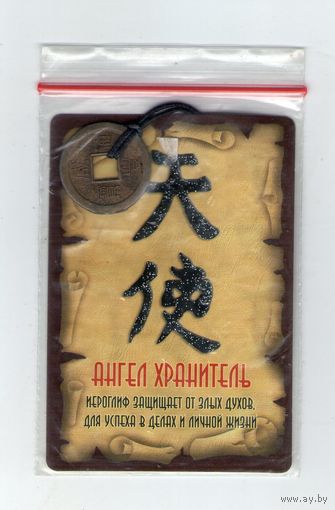 天
使
АНГЕЛ ХРАНИТЕЛЬ
ИЕРОГЛИФ ЗАЩИЩАЕТ ОТ ЗЛЫХ ДУХОВ,
ДЛЯ УСПЕХА В ДЕЛАХ И ЛИЧНОЙ ЖИЗНИ
www.ay.by